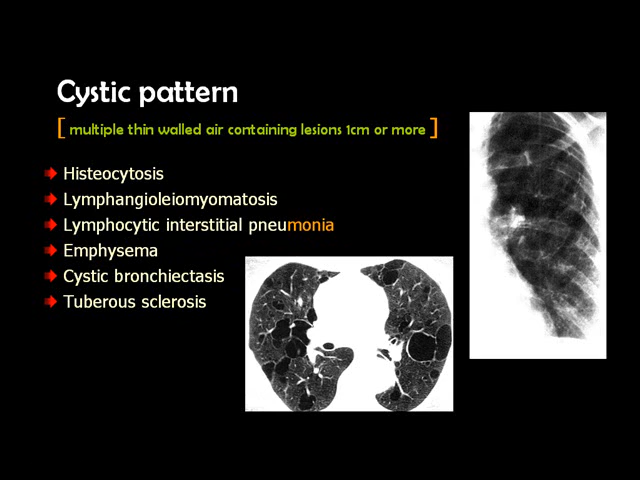 Cystic pattern
[ multiple thin walled air containing lesions 1cm or more ]
Histeocytosis
Lymphangioleiomyomatosis
Lymphocytic interstitial pneumonia
Emphysema
Cystic bronchiectasis
Tuberous sclerosis